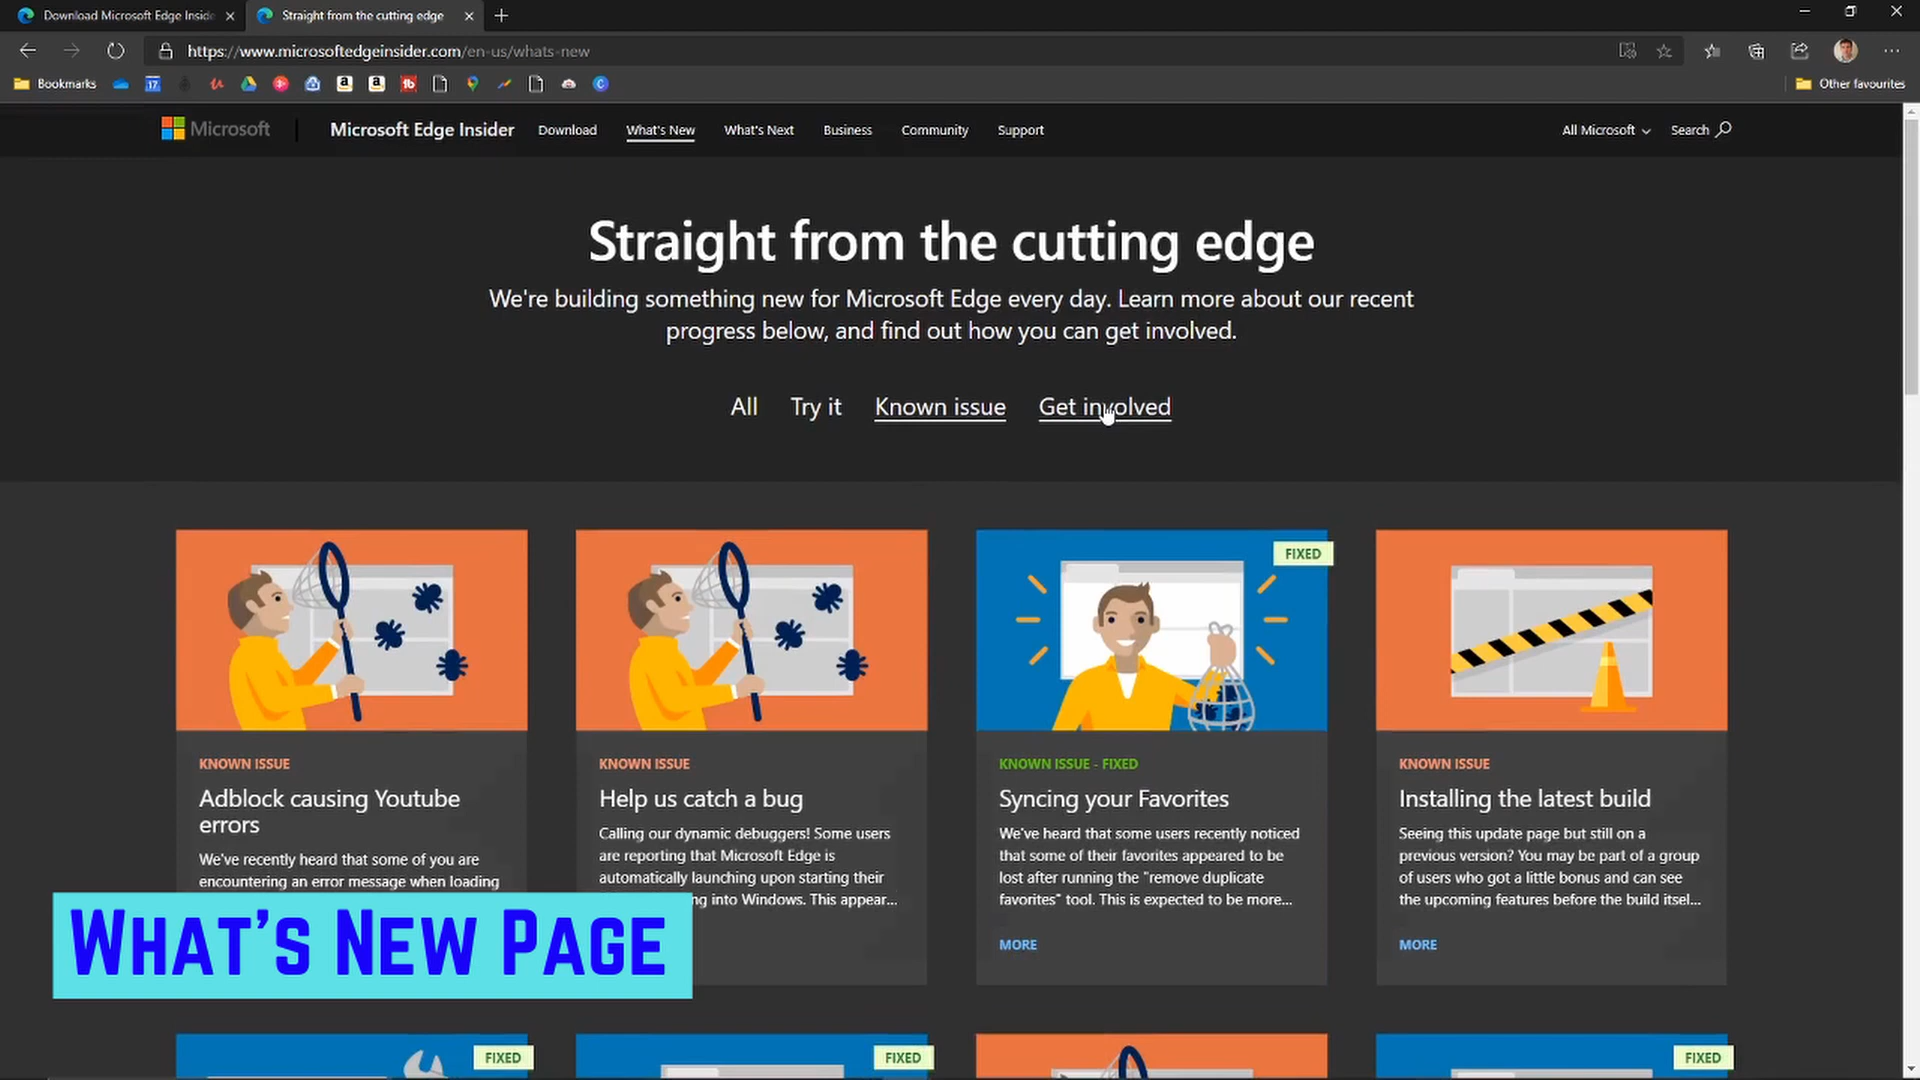 Download Microsoft Edge Inside
Straight from the cutting edge
https://www.microsoftedgeinsider.com/en-us/whats-new
Bookmarks
17
Other favourites
Microsoft
Microsoft Edge Insider
Download
What's New
What's Next
Business
Community
Support
All Microsoft
Search
Straight from the cutting edge
We're building something new for Microsoft Edge every day. Learn more about our recent
progress below, and find out how you can get involved.
All
Try it
Known issue
Get involved
KNOWN ISSUE
Adblock causing Youtube
errors
We've recently heard that some of you are
encountering an error message when loading
KNOWN ISSUE
Help us catch a bug
Calling our dynamic debuggers! Some users
are reporting that Microsoft Edge is
automatically launching upon starting their
ng into Windows. This appear...
FIXED
KNOWN ISSUE - FIXED
Syncing your Favorites
We've heard that some users recently noticed
that some of their favorites appeared to be
lost after running the "remove duplicate
favorites" tool. This is expected to be more...
MORE
KNOWN ISSUE
Installing the latest build
Seeing this update page but still on a
previous version? You may be part of a group
of users who got a little bonus and can see
the upcoming features before the build itsel...
MORE
What's New Page
FIXED
FIXED
FIXED